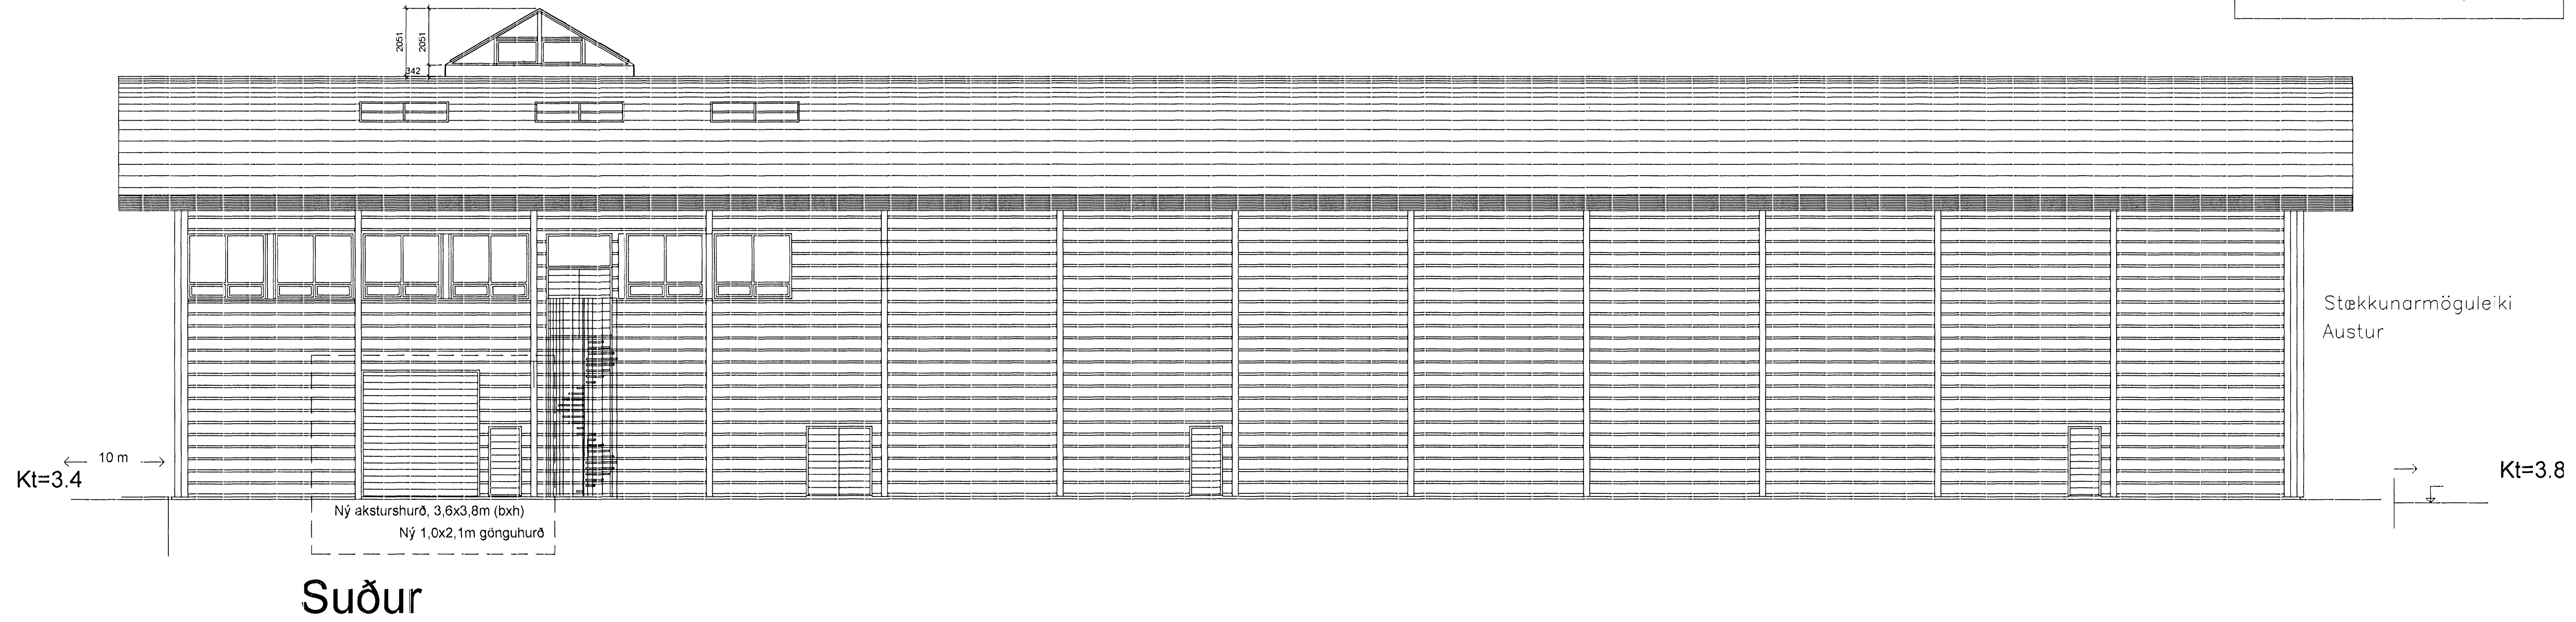 2051
2051
342
Stækkunarmöguleiki
Austur
10 m
Kt=3.4
Kt=3.8
Ný aksturshurð, 3,6x3,8m (bxh)
Ný 1,0x2,1m gönguhurð
Suður